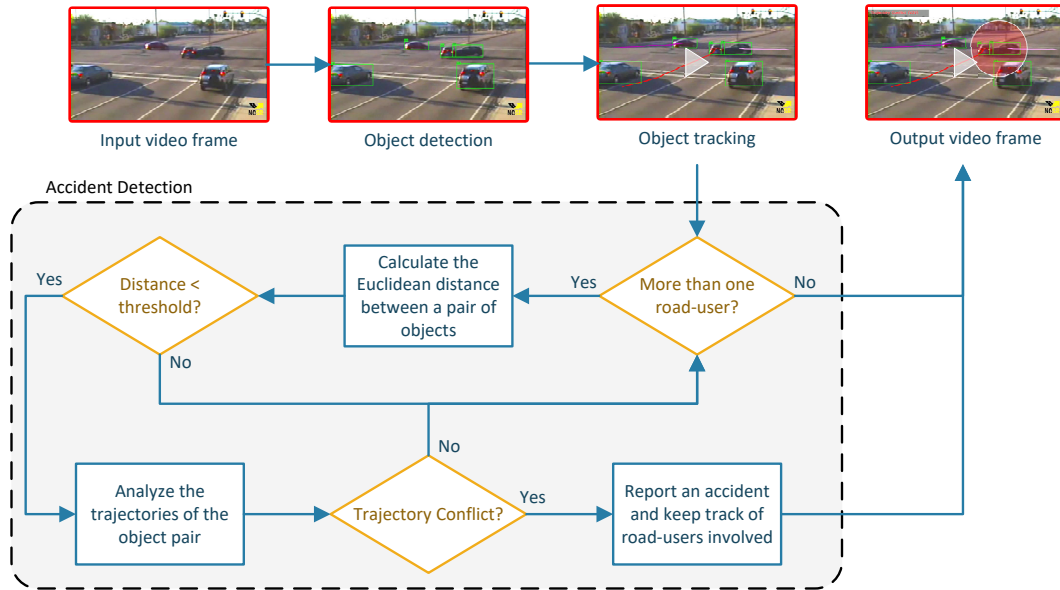 Input video frame
Object detection
Object tracking
Output video frame
Accident Detection
Yes
Distance <
threshold?
Calculate the
Euclidean distance
between a pair of
objects
Yes
More than one
road-user?
No
No
No
Analyze the
trajectories of the
object pair
Trajectory Conflict?
Yes
Report an accident
and keep track of
road-users involved